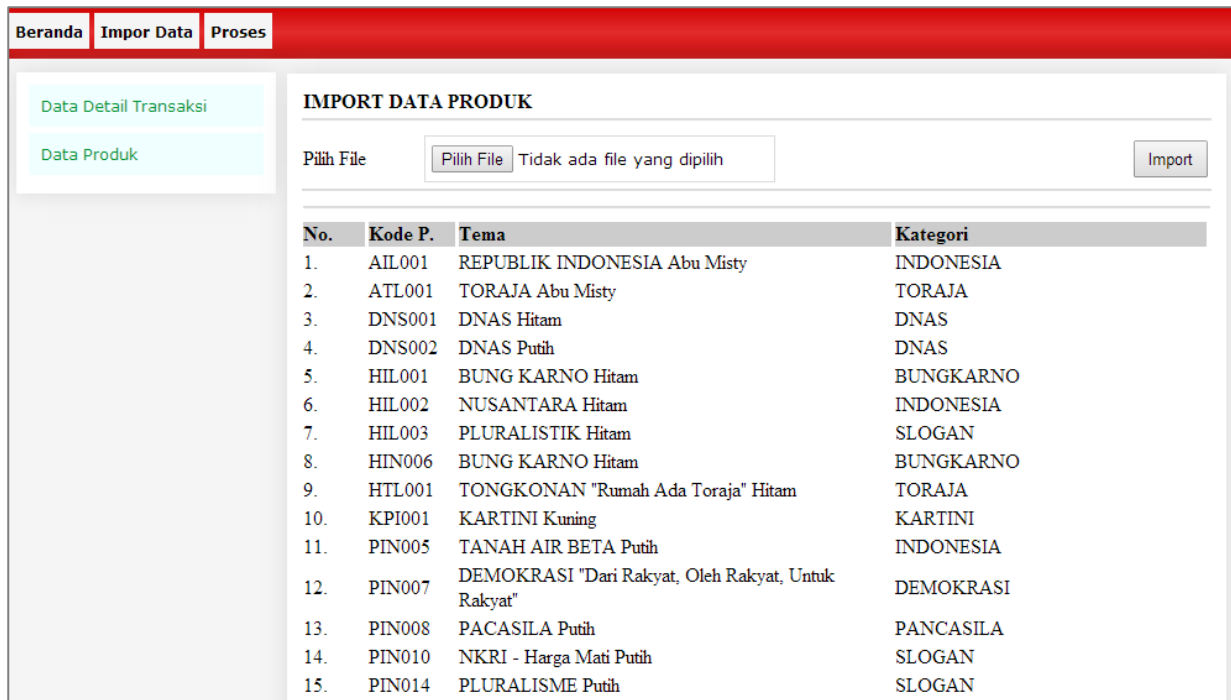 Beranda Impor Data Proses
Data Detail Transaksi
Data Produk
IMPORT DATA PRODUK
Pilih File Pilih File Tidak ada file yang dipilih Import
No. Kode P. Tema Kategori
1. AIL001 REPUBLIK INDONESIA Abu Misty INDONESIA
2. ATL001 TORAJA Abu Misty TORAJA
3. DNS001 DNAS Hitam DNAS
4. DNS002 DNAS Putih DNAS
5. HIL001 BUNG KARNO Hitam BUNGKARNO
6. HIL002 NUSANTARA Hitam INDONESIA
7. HIL003 PLURALISTIK Hitam SLOGAN
8. HIN006 BUNG KARNO Hitam BUNGKARNO
9. HTL001 TONGKONAN "Rumah Ada Toraja" Hitam TORAJA
10. KPI001 KARTINI Kuning KARTINI
11. PIN005 TANAH AIR BETA Putih INDONESIA
12. PIN007 DEMOKRASI "Dari Rakyat, Oleh Rakyat, Untuk
Rakyat" DEMOKRASI
13. PIN008 PACASILA Putih PANCASILA
14. PIN010 NKRI - Harga Mati Putih SLOGAN
15. PIN014 PLURALISME Putih SLOGAN